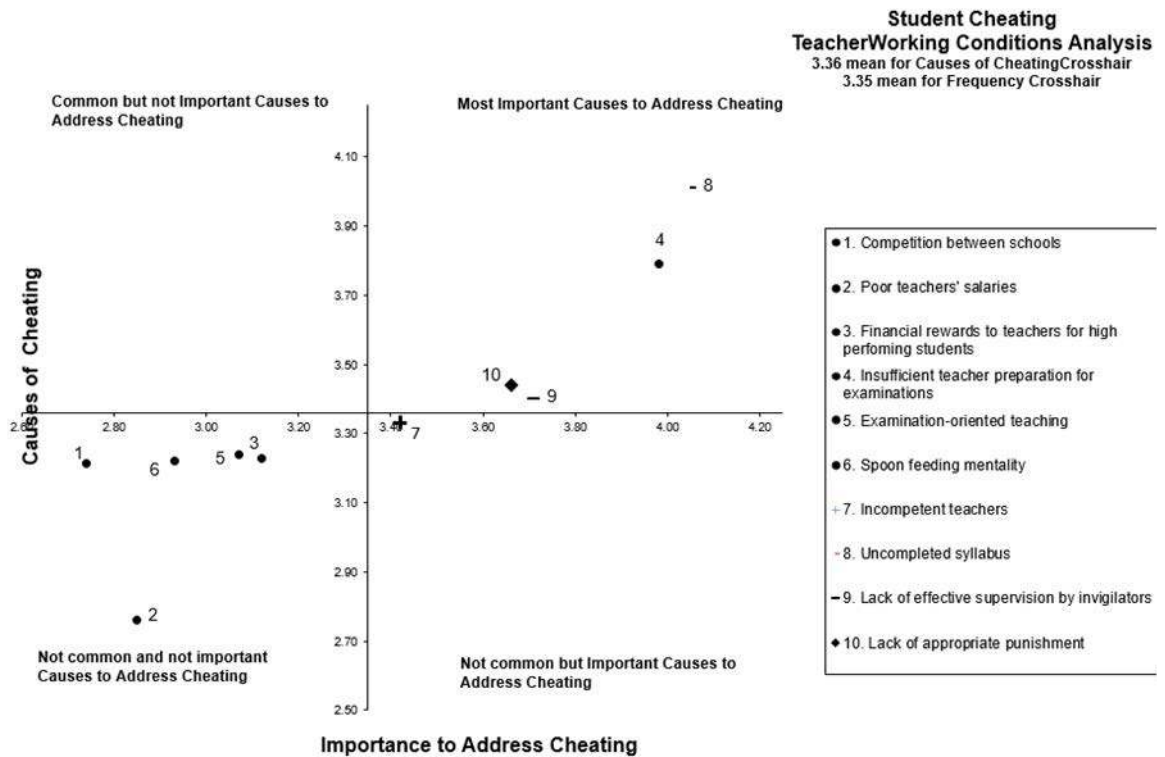 Student Cheating
TeacherWorking Conditions Analysis
3.36 mean for Causes of CheatingCrosshair
3.35 mean for Frequency Crosshair
Common but not Important Causes to
Address Cheating
Most Important Causes to Address Cheating
4.10
3.90
3.70
3.50
3.30
3.10
2.90
2.70
2.50
2.60
2.80
3.00
3.20
3.40
3.60
3.80
4.00
4.20
8
4
10
9
7
1
6
5
3
2
Causes of Cheating
Not common and not important
Causes to Address Cheating
Not common but Important Causes to
Address Cheating
Importance to Address Cheating
1. Competition between schools
2. Poor teachers' salaries
3. Financial rewards to teachers for high
perfoming students
4. Insufficient teacher preparation for
examinations
5. Examination-oriented teaching
6. Spoon feeding mentality
7. Incompetent teachers
8. Uncompleted syllabus
9. Lack of effective supervision by invigilators
10. Lack of appropriate punishment